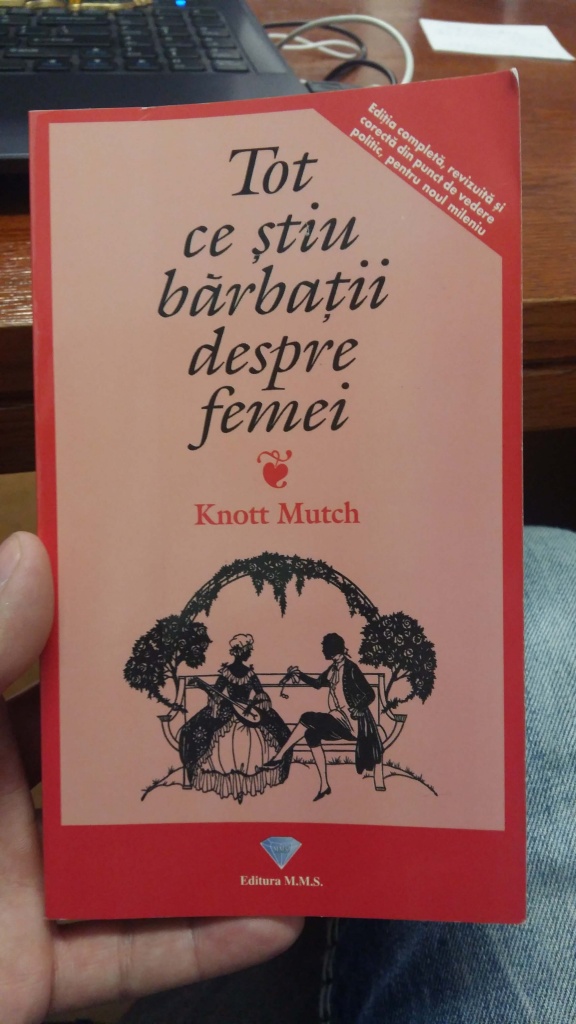 Ediția completă, revizuită și
corectă din punct de vedere
politic, pentru noul mileniu
Tot
ce știu
bărbații
despre
femei
Knott Mutch
Editura M.M.S.